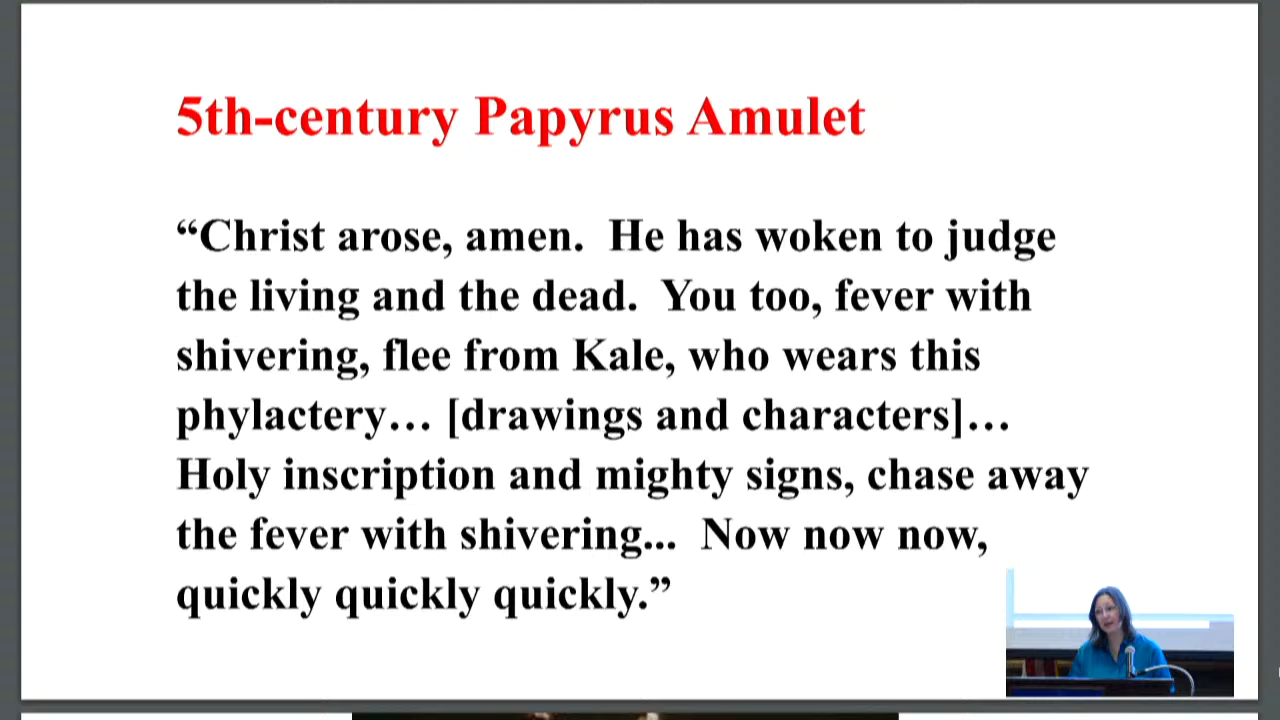 5th-century Papyrus Amulet
“Christ arose, amen.  He has woken to judge
the living and the dead.  You too, fever with
shivering, flee from Kale, who wears this
phylactery… [drawings and characters]…
Holy inscription and mighty signs, chase away
the fever with shivering...  Now now now,
quickly quickly quickly.”